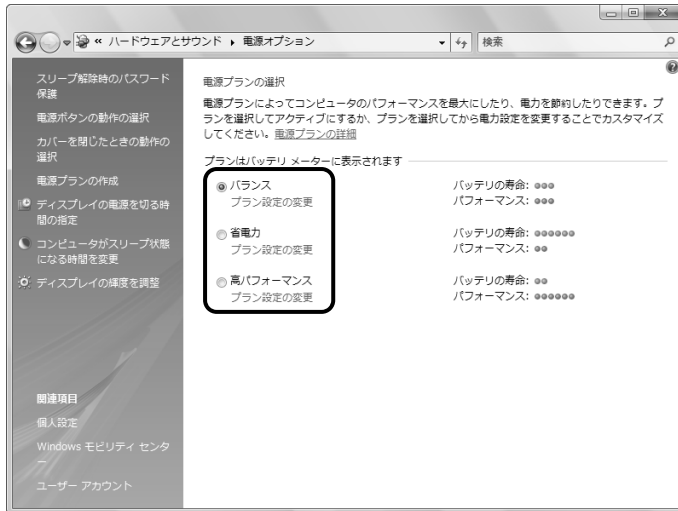 « ハードウェアとサウンド ▸ 電源オプション
検索
スリープ解除時のパスワード
保護
電源ボタンの動作の選択
カバーを閉じたときの動作の
選択
電源プランの作成
ディスプレイの電源を切る時
間の指定
コンピュータがスリープ状態
になる時間を変更
ディスプレイの輝度を調整
関連項目
個人設定
Windows モビリティ センタ
ー
ユーザー アカウント
電源プランの選択
電源プランによってコンピュータのパフォーマンスを最大にしたり、電力を節約したりできます。プ
ランを選択してアクティブにするか、プランを選択してから電力設定を変更することでカスタマイズ
してください。電源プランの詳細
プランはバッテリ メーターに表示されます
バランス
プラン設定の変更
バッテリの寿命:
パフォーマンス:
省電力
プラン設定の変更
バッテリの寿命:
パフォーマンス:
高パフォーマンス
プラン設定の変更
バッテリの寿命:
パフォーマンス: